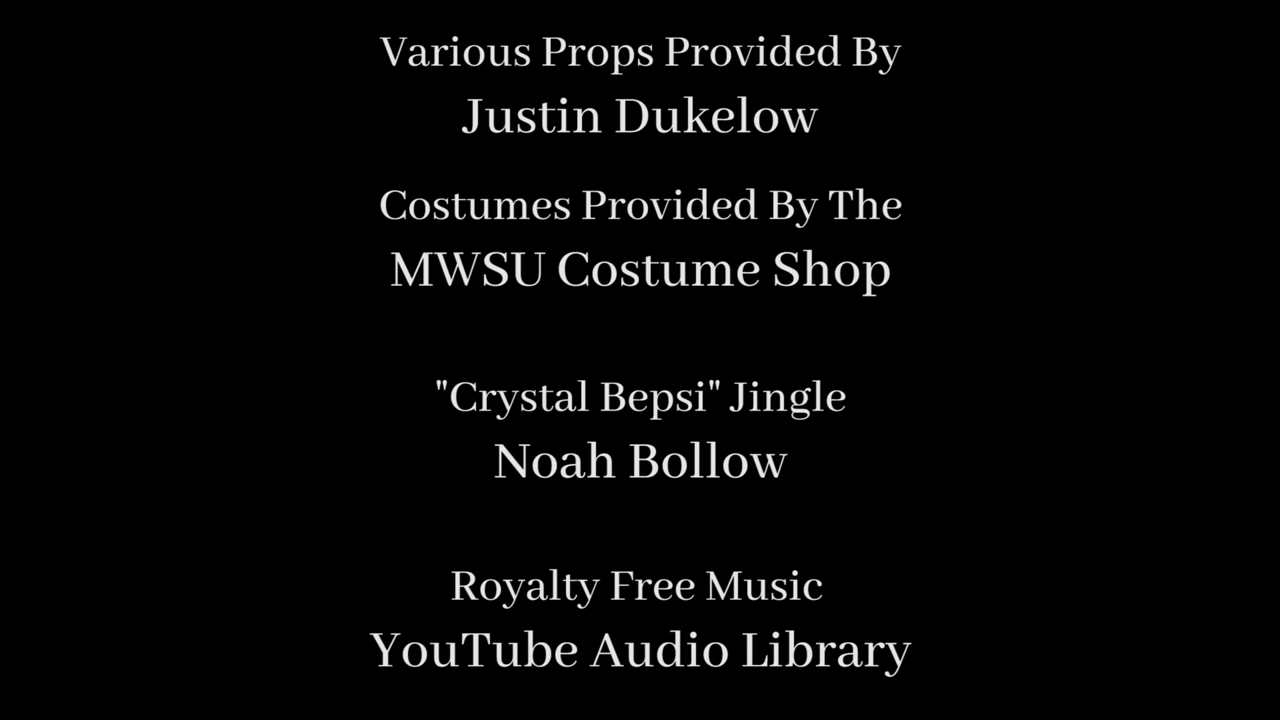 Various Props Provided By
Justin Dukelow
Costumes Provided By The
MWSU Costume Shop
"Crystal Bepsi" Jingle
Noah Bollow
Royalty Free Music
YouTube Audio Library